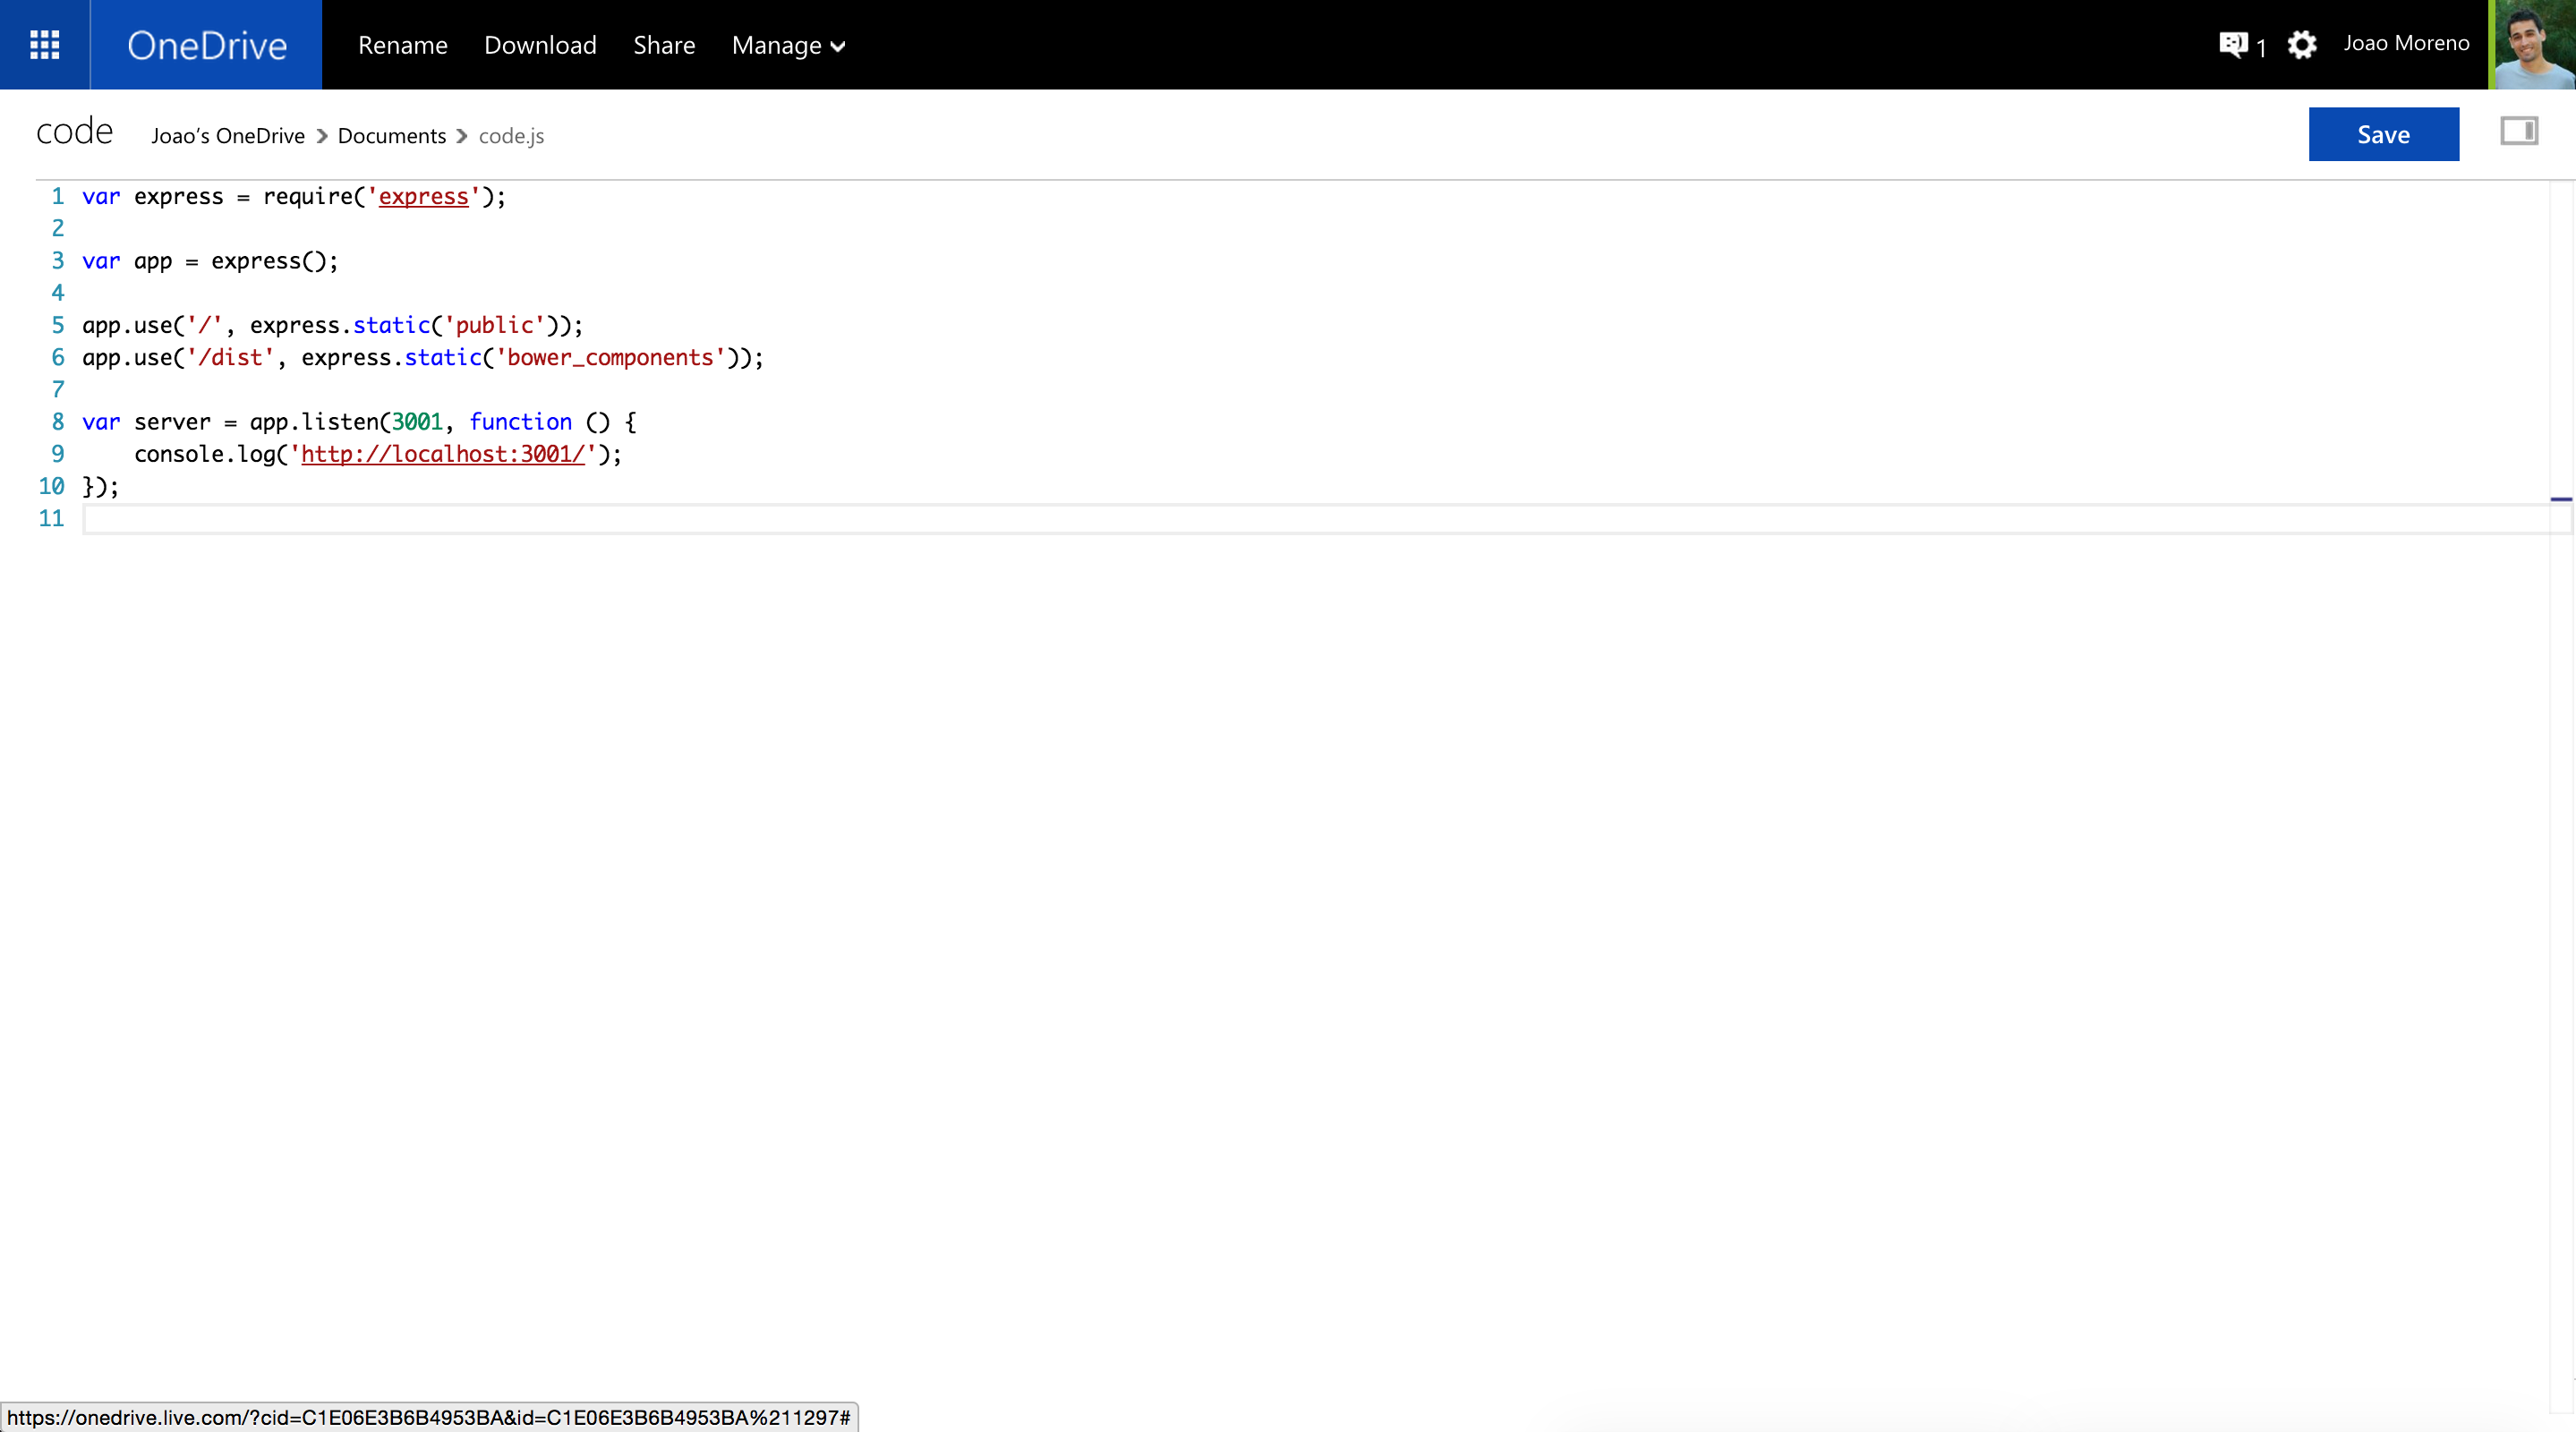 OneDrive Rename Download Share Manage 1 Joao Moreno
code Joao’s OneDrive Documents code.js Save
1 var express = require('express');
2
3 var app = express();
4
5 app.use('/', express.static('public'));
6 app.use('/dist', express.static('bower_components'));
7
8 var server = app.listen(3001, function () {
9     console.log('http://localhost:3001/');
10 });
11
https://onedrive.live.com/?cid=C1E06E3B6B4953BA&id=C1E06E3B6B4953BA%211297#